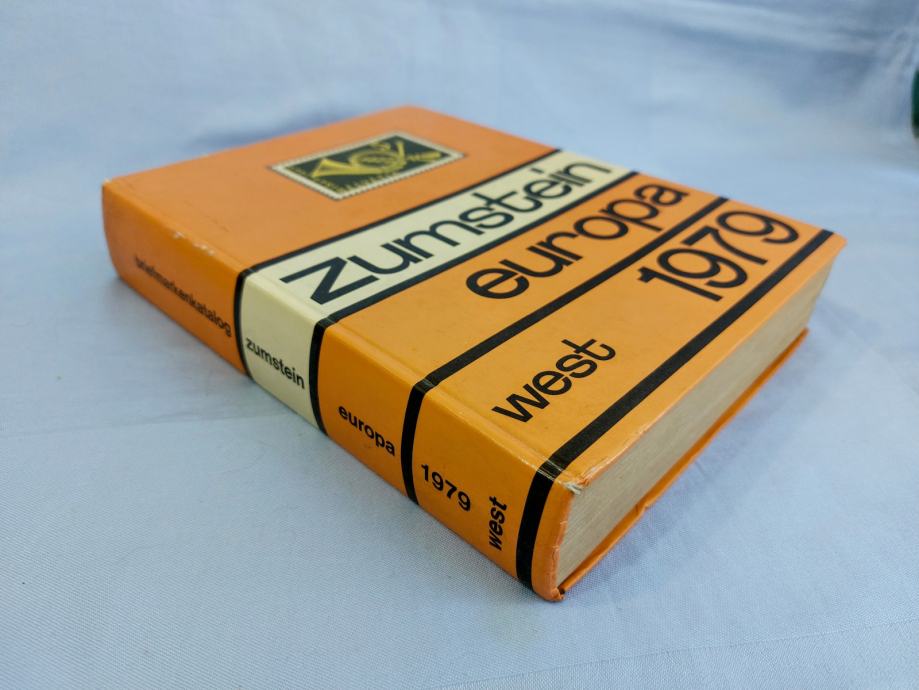 zumstein
europa
1979
west
briefmarkenkatalog
zumstein
europa
1979
west